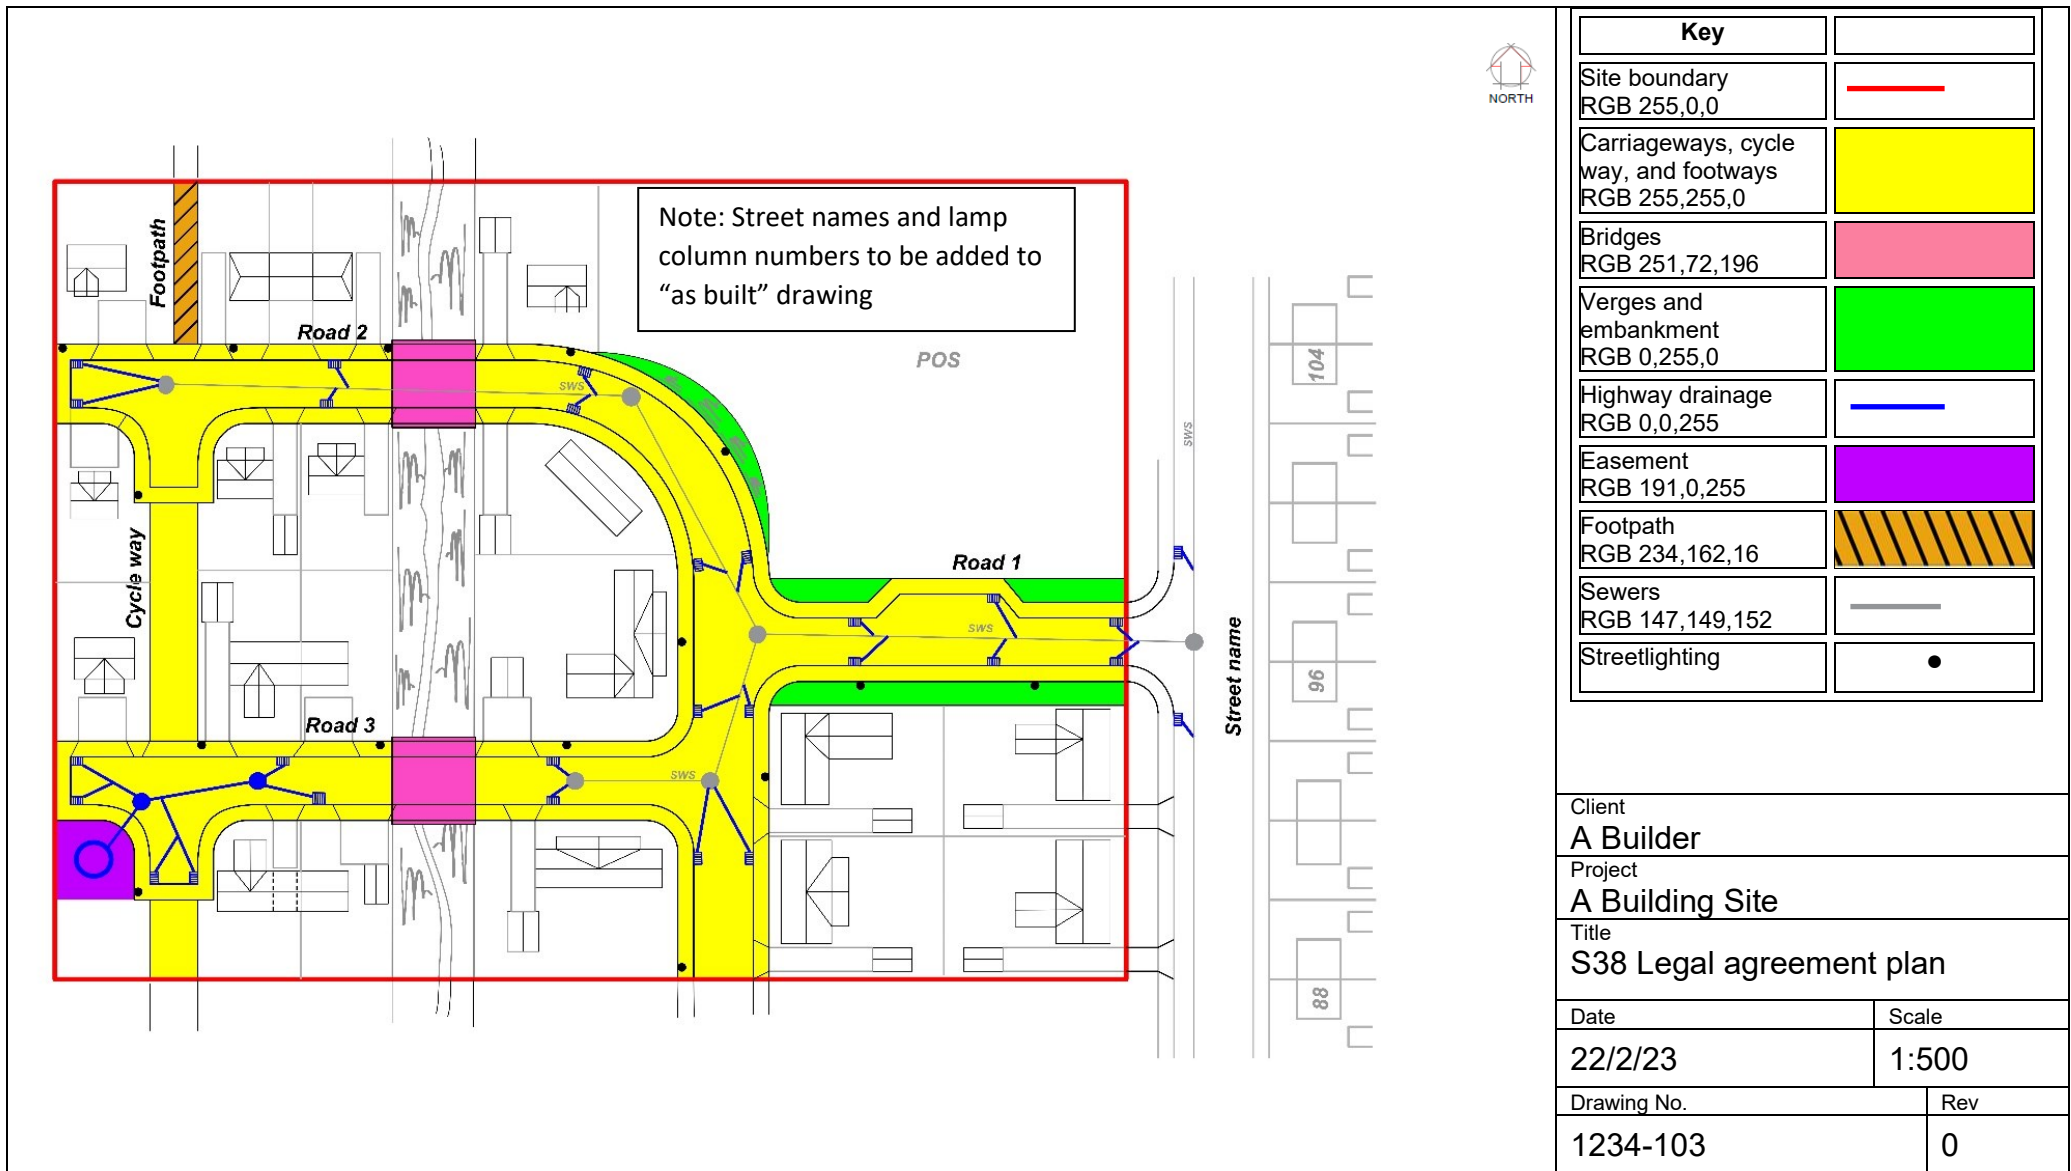 NORTH
Note: Street names and lamp
column numbers to be added to
“as built” drawing
Footpath
Road 2
POS
SWS
104
SWS
Cycle way
Road 1
SWS
Street name
96
Road 3
SWS
88
Key
Site boundary
RGB 255,0,0
Carriageways, cycle
way, and footways
RGB 255,255,0
Bridges
RGB 251,72,196
Verges and
embankment
RGB 0,255,0
Highway drainage
RGB 0,0,255
Easement
RGB 191,0,255
Footpath
RGB 234,162,16
Sewers
RGB 147,149,152
Streetlighting
Client
A Builder
Project
A Building Site
Title
S38 Legal agreement plan
Date
Scale
22/2/23
1:500
Drawing No.
Rev
1234-103
0